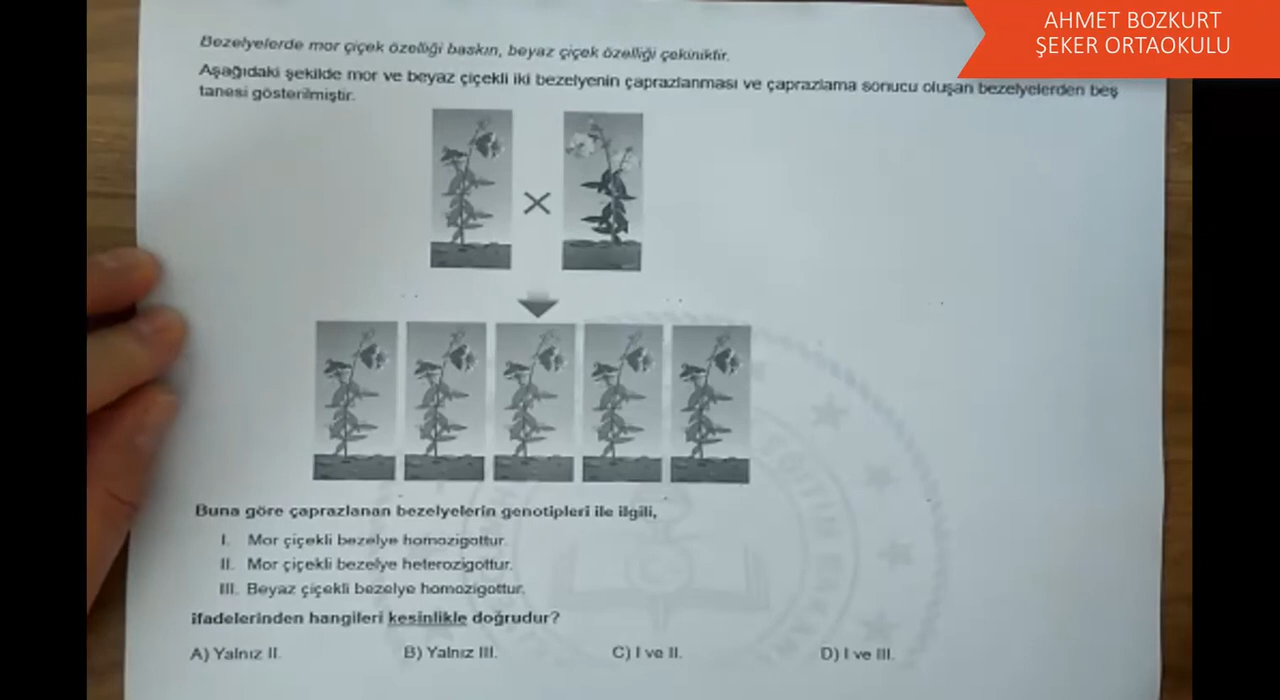 AHMET BOZKURT
ŞEKER ORTAOKULU
Bezelyelerde mor çiçek özelliği baskın, beyaz çiçek özelliği çekiniktir.
Aşağıdaki şekilde mor ve beyaz çiçekli iki bezelyenin çaprazlanması ve çaprazlama sonucu oluşan bezelyelerden beş
tanesi gösterilmiştir.
Buna göre çaprazlanan bezelyelerin genotipleri ile ilgili,
I. Mor çiçekli bezelye homozigottur.
II. Mor çiçekli bezelye heterozigottur.
III. Beyaz çiçekli bezelye homozigottur.
ifadelerinden hangileri kesinlikle doğrudur?
A) Yalnız II. B) Yalnız III. C) I ve II. D) I ve III.